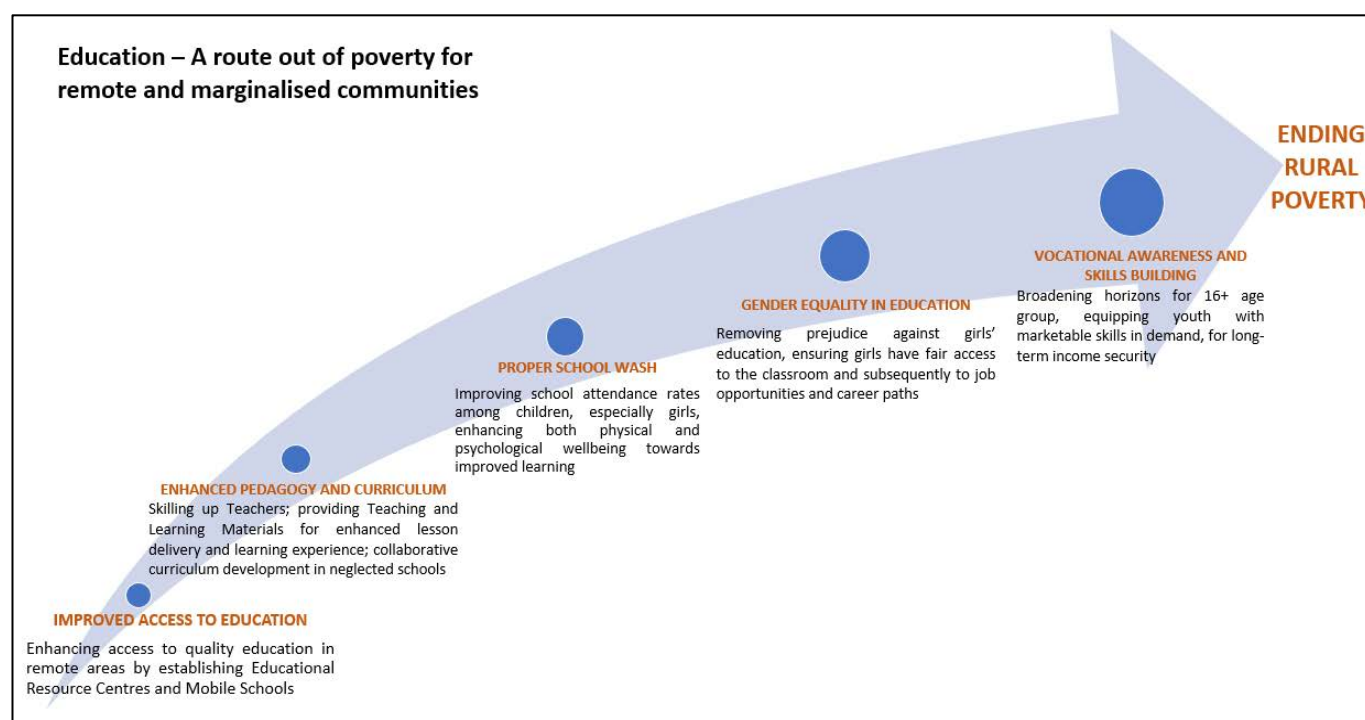 Education – A route out of poverty for
remote and marginalised communities
ENDING
RURAL
POVERTY
VOCATIONAL AWARENESS AND
SKILLS BUILDING
Broadening horizons for 16+ age
group, equipping youth with
marketable skills in demand, for long-
term income security
GENDER EQUALITY IN EDUCATION
Removing prejudice against girls’
education, ensuring girls have fair access
to the classroom and subsequently to job
opportunities and career paths
PROPER SCHOOL WASH
Improving school attendance rates
among children, especially girls,
enhancing both physical and
psychological wellbeing towards
improved learning
ENHANCED PEDAGOGY AND CURRICULUM
Skilling up Teachers; providing Teaching and
Learning Materials for enhanced lesson
delivery and learning experience; collaborative
curriculum development in neglected schools
IMPROVED ACCESS TO EDUCATION
Enhancing access to quality education in
remote areas by establishing Educational
Resource Centres and Mobile Schools